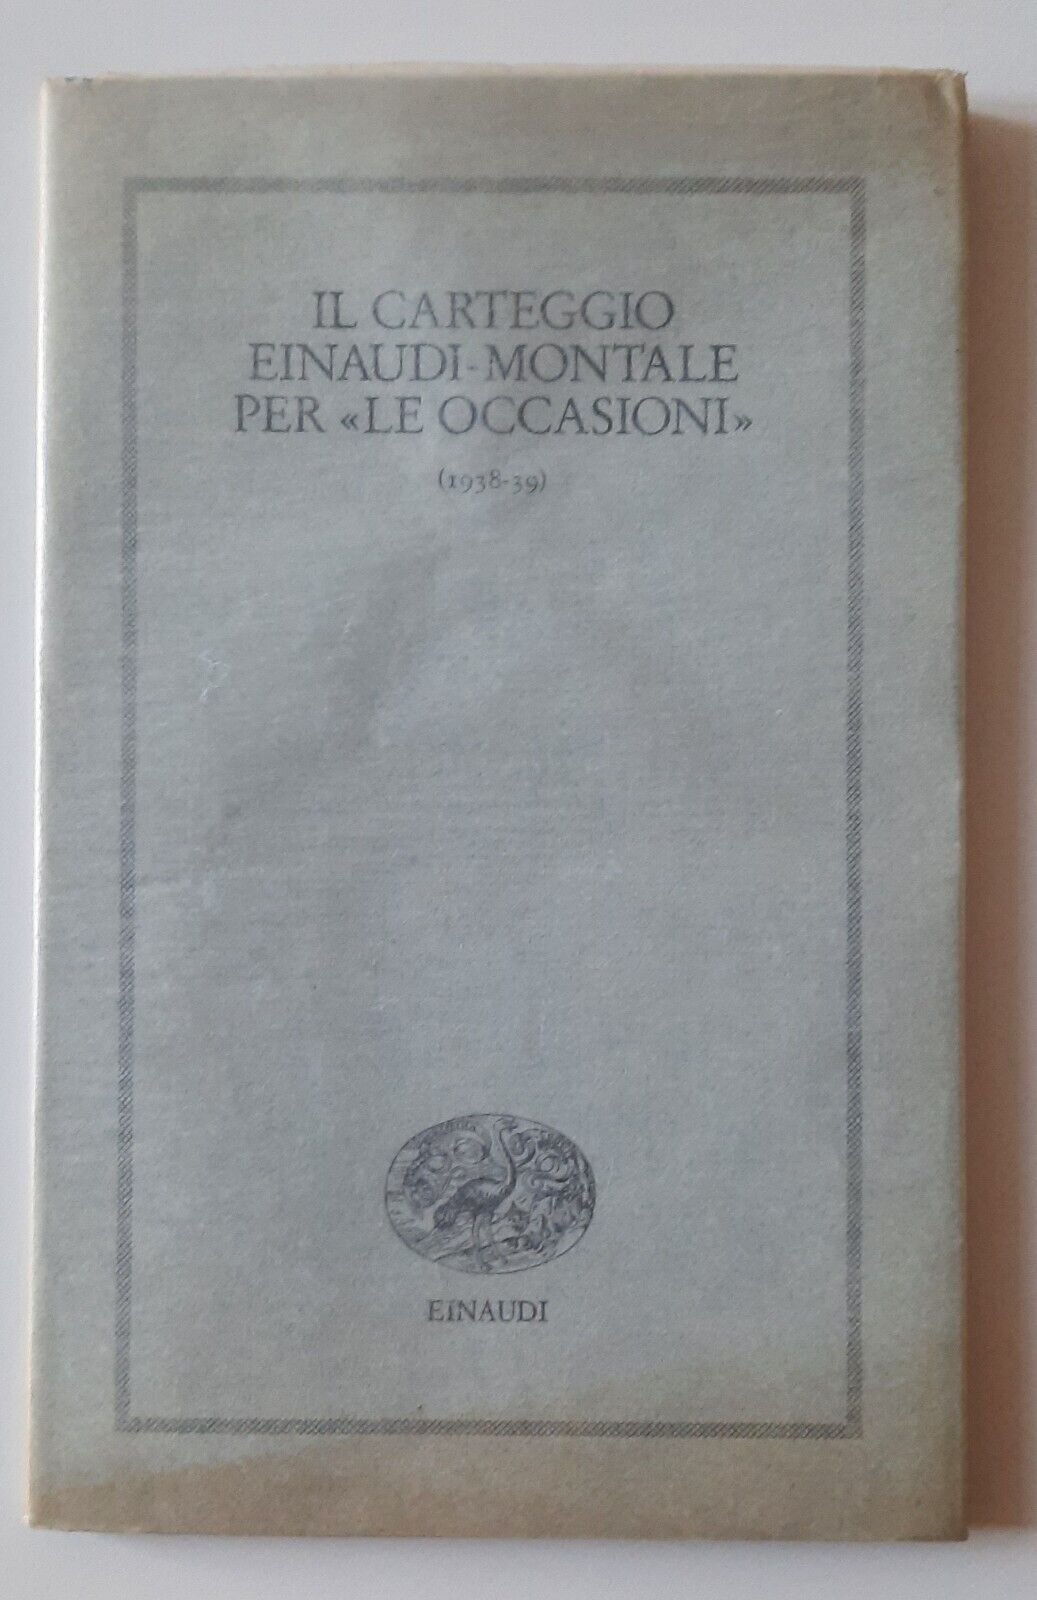 IL CARTEGGIO
EINAUDI-MONTALE
PER «LE OCCASIONI»
(1938-39)
EINAUDI